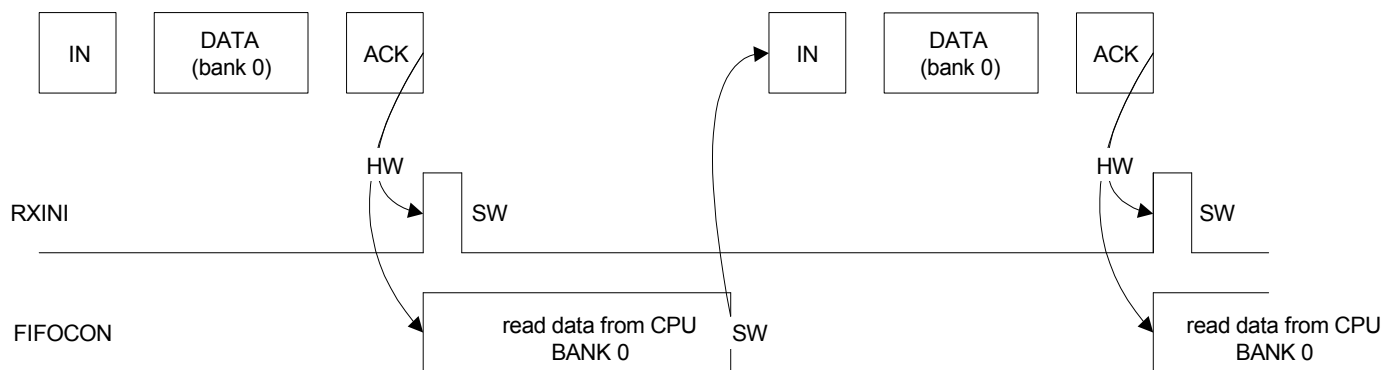 IN
DATA
(bank 0)
ACK
IN
DATA
(bank 0)
ACK
HW
HW
RXINI
SW
SW
FIFOCON
read data from CPU
BANK 0
SW
read data from CPU
BANK 0